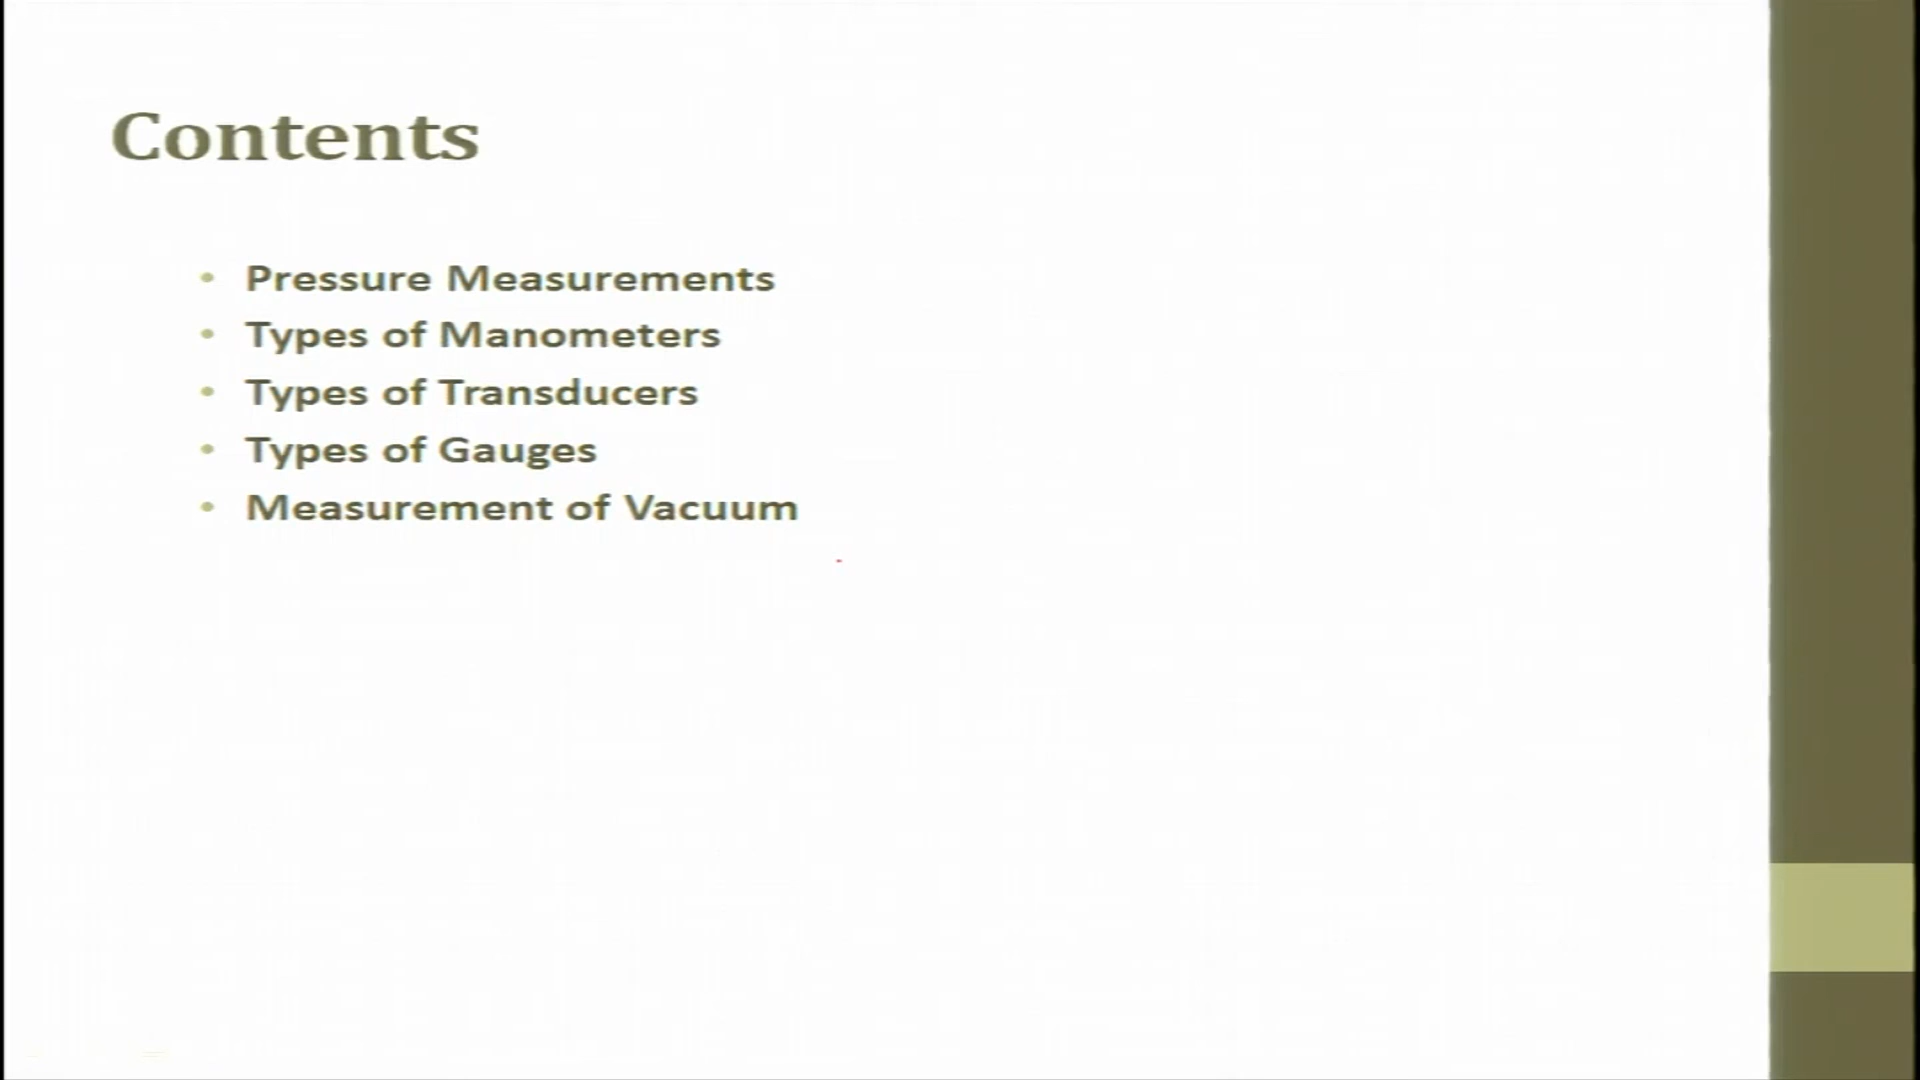 Contents
• Pressure Measurements
• Types of Manometers
• Types of Transducers
• Types of Gauges
• Measurement of Vacuum